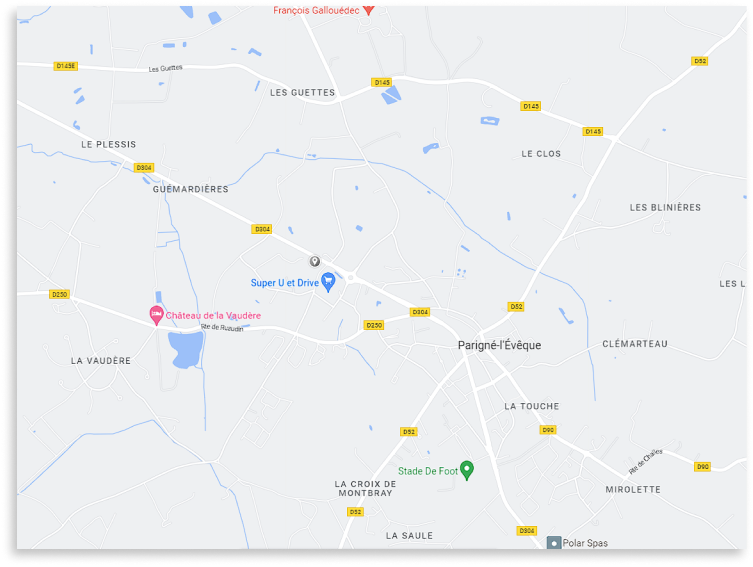 François Gallouédec
D52
D145E
Les Guettes
D145
LES GUETTES
D145
D145
LE PLESSIS
LE CLOS
D304
GUÉMARDIÈRES
LES BLINIÈRES
D304
Super U et Drive
LES L
D250
D52
Château de la Vaudère
D304
Rte de Ruaudin
D250
Parigné-l'Évêque
CLÉMARTEAU
LA VAUDÈRE
LA TOUCHE
D52
D90
Rte de Challes
Stade De Foot
D90
LA CROIX DE
MONTBRAY
MIROLETTE
D52
D304
LA SAULE
Polar Spas